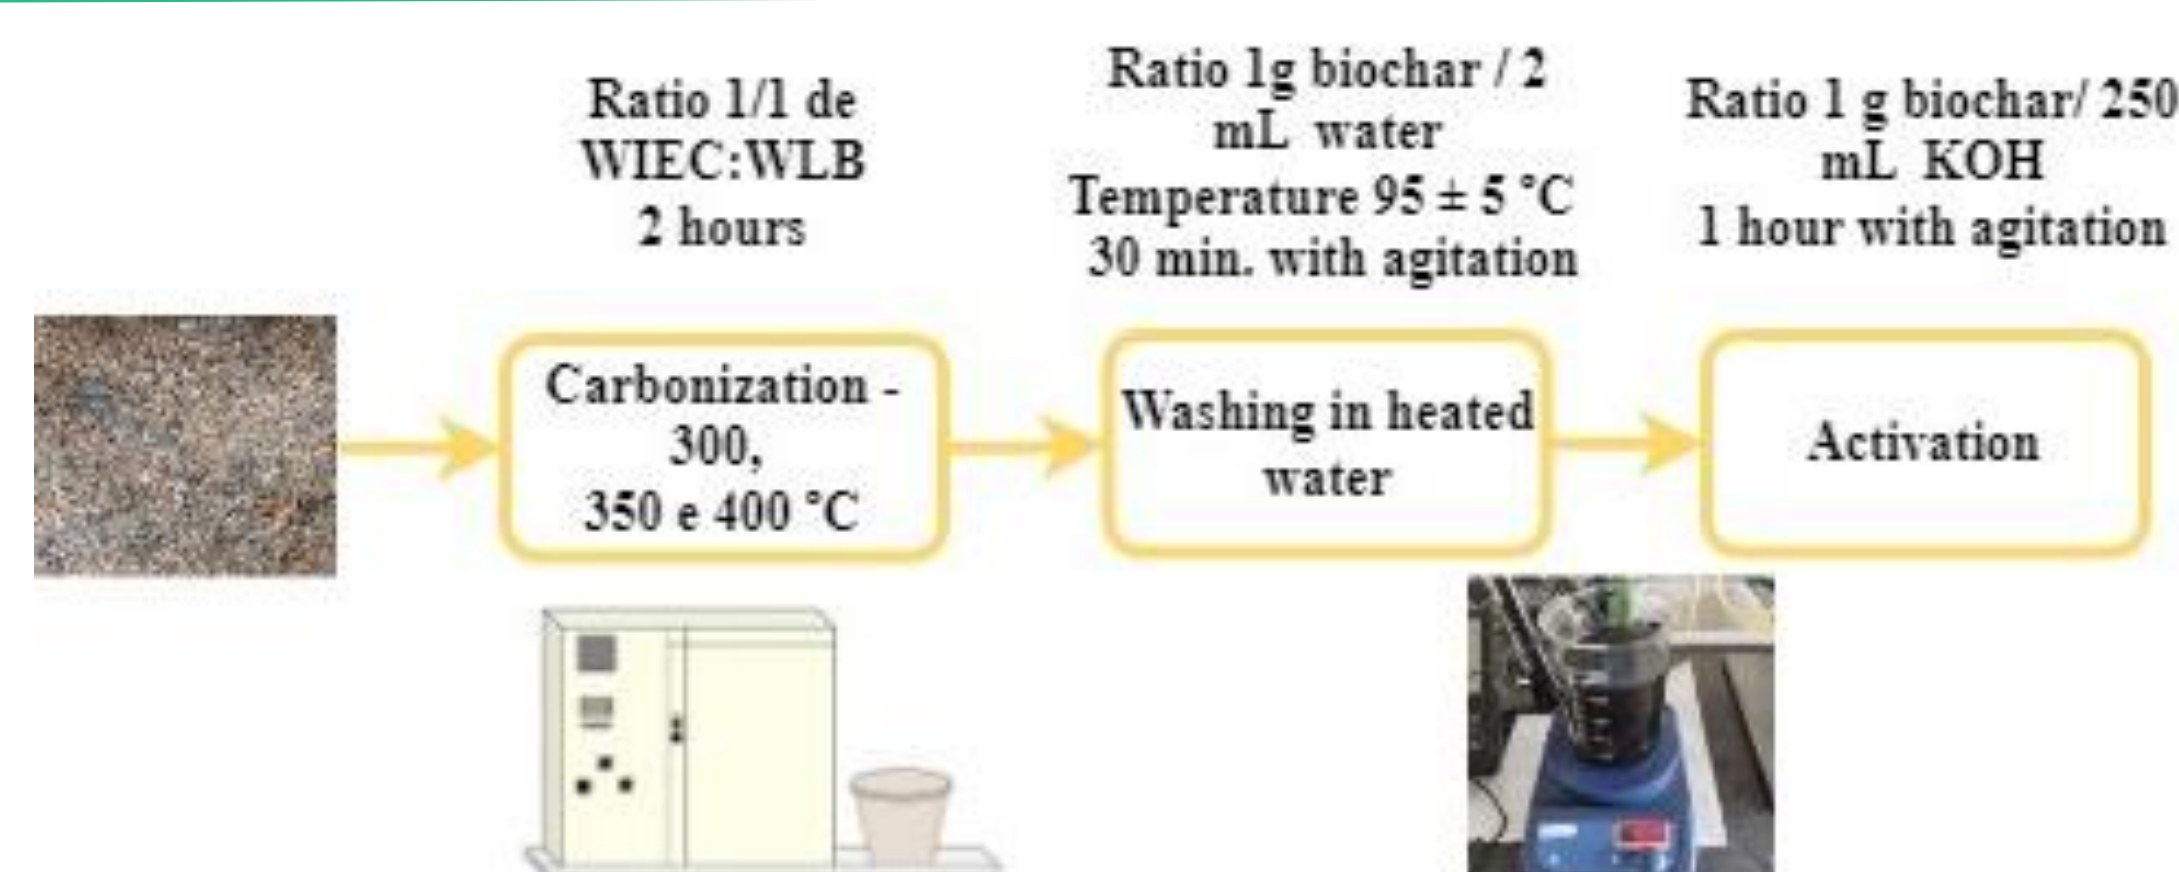 Ratio 1/1 de
WIEC:WLB
2 hours
Ratio 1g biochar / 2
mL water
Temperature 95 ± 5 °C
30 min. with agitation
Ratio 1 g biochar/ 250
mL KOH
1 hour with agitation
Carbonization -
300,
350 e 400 °C
Washing in heated
water
Activation